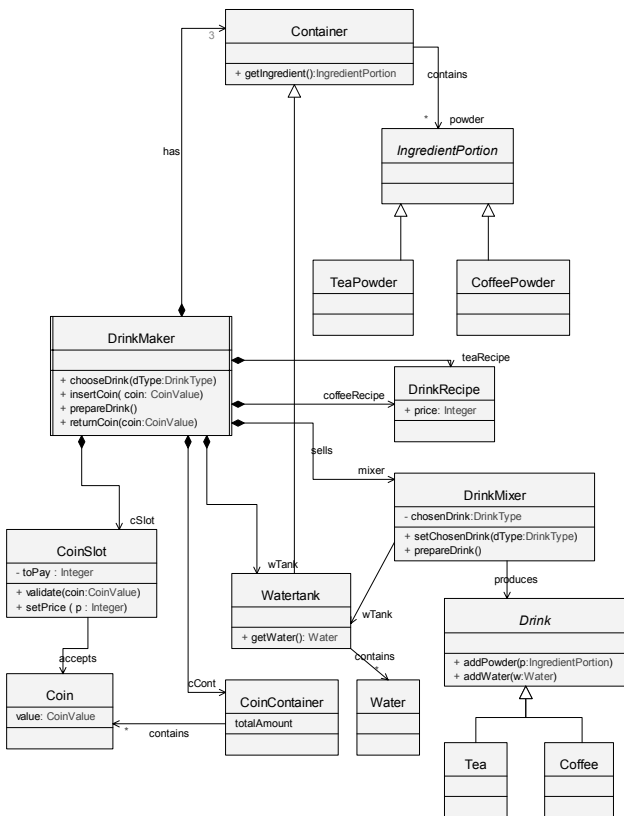 Container
3
+ getIngredient():IngredientPortion
contains
* powder
has
IngredientPortion
TeaPowder
CoffeePowder
DrinkMaker
+ chooseDrink(dType:DrinkType)
+ insertCoin( coin: CoinValue)
+ prepareDrink()
+ returnCoin(coin:CoinValue)
teaRecipe
coffeeRecipe
DrinkRecipe
+ price: Integer
sells
mixer
DrinkMixer
- chosenDrink:DrinkType
+ setChosenDrink(dType:DrinkType)
+ prepareDrink()
cSlot
CoinSlot
- toPay : Integer
+ validate(coin:CoinValue)
+ setPrice ( p : Integer)
wTank
Watertank
+ getWater(): Water
wTank
produces
Drink
+ addPowder(p:IngredientPortion)
+ addWater(w:Water)
accepts
contains
*
Coin
value: CoinValue
cCont
CoinContainer
totalAmount
* contains
Water
Tea
Coffee